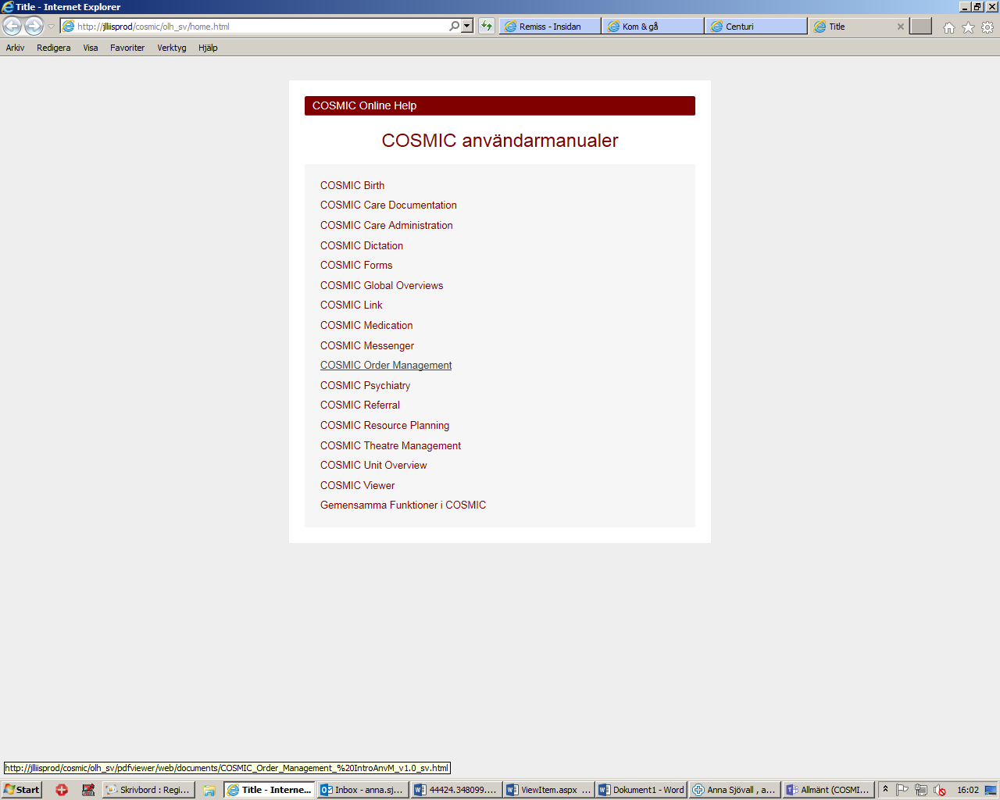 Title - Internet Explorer
http://jlliisprod/cosmic/olh_sv/home.html
Remiss - Insidan
Kom & gå
Centuri
Title
Arkiv Redigera Visa Favoriter Verktyg Hjälp
COSMIC Online Help
COSMIC användarmanualer
COSMIC Birth
COSMIC Care Documentation
COSMIC Care Administration
COSMIC Dictation
COSMIC Forms
COSMIC Global Overviews
COSMIC Link
COSMIC Medication
COSMIC Messenger
COSMIC Order Management
COSMIC Psychiatry
COSMIC Referral
COSMIC Resource Planning
COSMIC Theatre Management
COSMIC Unit Overview
COSMIC Viewer
Gemensamma Funktioner i COSMIC
http://jlliisprod/cosmic/olh_sv/pdfviewer/web/documents/COSMIC_Order_Management_%20IntroAnvM_v1.0_sv.html
Start
Skrivbord : Regi...
Title - Interne...
Inbox - anna.sj...
44424.348099....
ViewItem.aspx ...
Dokument1 - Word
Anna Sjövall , a...
Allmänt (COSMI...
16:02